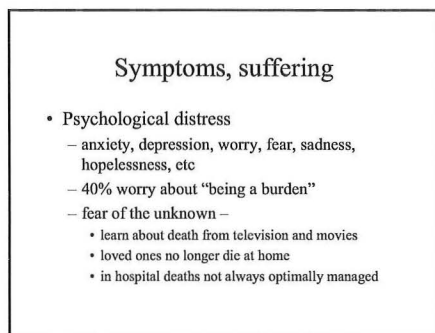 Symptoms, suffering
• Psychological distress
– anxiety, depression, worry, fear, sadness,
hopelessness, etc
– 40% worry about “being a burden”
– fear of the unknown –
• learn about death from television and movies
• loved ones no longer die at home
• in hospital deaths not always optimally managed